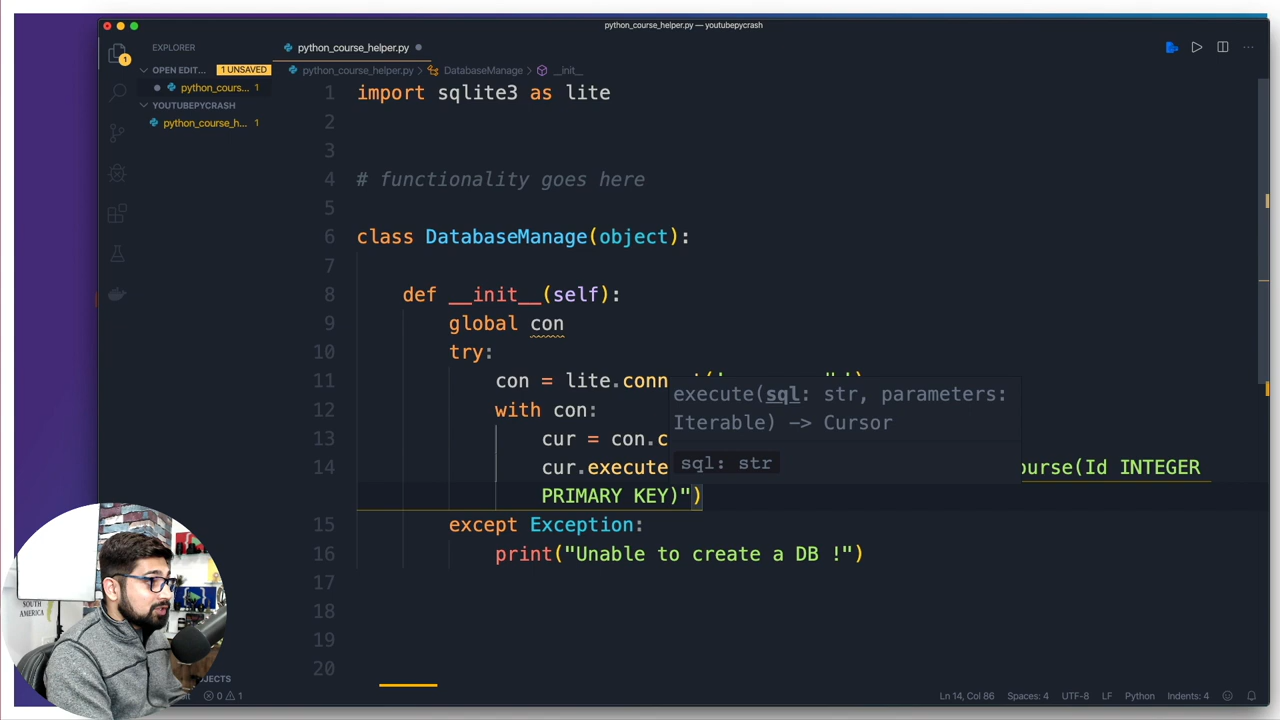 python_course_helper.py — youtubepycrash
EXPLORER
python_course_helper.py
OPEN EDIT... 1 UNSAVED
python_course_helper.py > DatabaseManage > __init__
python_cours... 1
YOUTUBEPYCRASH
python_course_h... 1
1
1 import sqlite3 as lite
2
3
4 # functionality goes here
5
6 class DatabaseManage(object):
7
8 def __init__(self):
9 global con
10 try:
11 con = lite.conn
12 with con:
13 cur = con.c
14 cur.execute ourse(Id INTEGER
PRIMARY KEY)")
execute(sql: str, parameters:
Iterable) -> Cursor
sql: str
15 except Exception:
16 print("Unable to create a DB !")
17
18
19
20
SOUTH
AMERICA
0 1
Ln 14, Col 86 Spaces: 4 UTF-8 LF Python Indents: 4